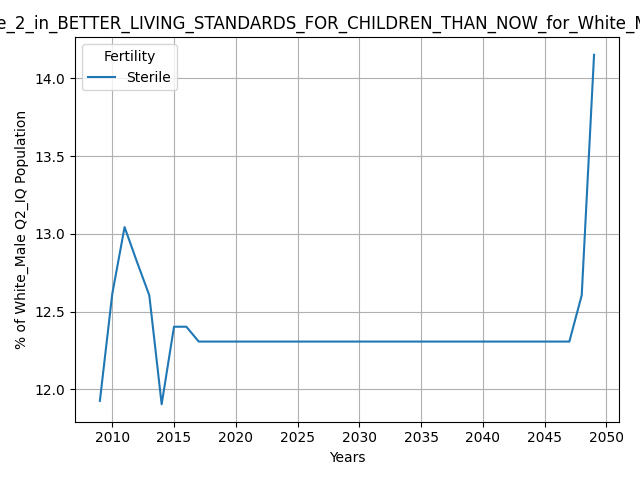 e_2_in_BETTER_LIVING_STANDARDS_FOR_CHILDREN_THAN_NOW_for_White_M
Fertility
Sterile
14.0
13.5
13.0
12.5
12.0
% of White_Male Q2_IQ Population
2010 2015 2020 2025 2030 2035 2040 2045 2050
Years